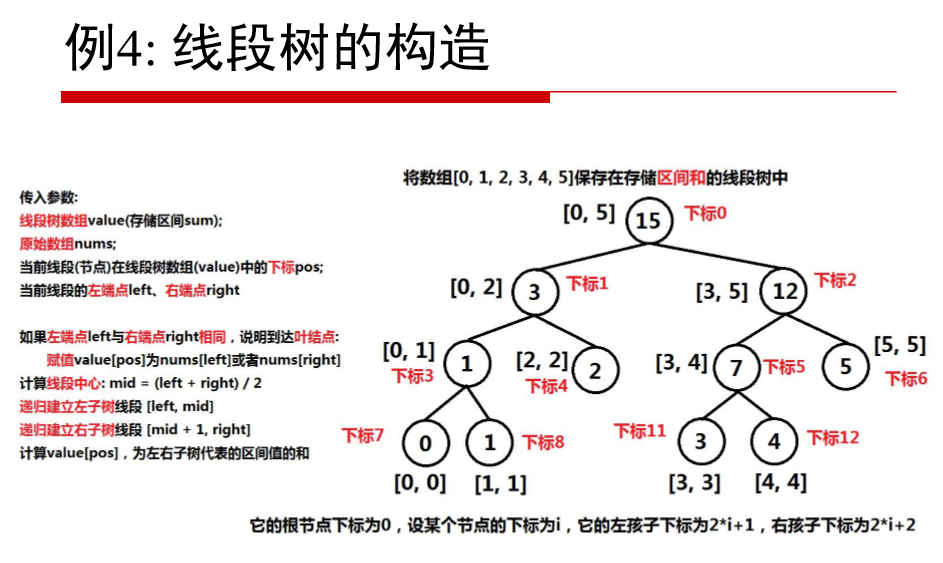 例4: 线段树的构造
传入参数:
线段树数组value(存储区间sum);
原始数组nums;
当前线段(节点)在线段树数组(value)中的下标pos;
当前线段的左端点left、右端点right
如果左端点left与右端点right相同，说明到达叶结点:
赋值value[pos]为nums[left]或者nums[right]
计算线段中心: mid = (left + right) / 2
递归建立左子树线段 [left, mid]
递归建立右子树线段 [mid + 1, right]
计算value[pos]，为左右子树代表的区间值的和
将数组[0, 1, 2, 3, 4, 5]保存在存储区间和的线段树中
[0, 5] 15 下标0
[0, 2] 3 下标1
[3, 5] 12 下标2
[0, 1] 1
下标3
[2, 2] 2
下标4
[3, 4] 7 下标5
5 [5, 5]
下标6
下标7 0
1 下标8
下标11 3
4 下标12
[0, 0] [1, 1] [3, 3] [4, 4]
它的根节点下标为0，设某个节点的下标为i，它的左孩子下标为2*i+1，右孩子下标为2*i+2